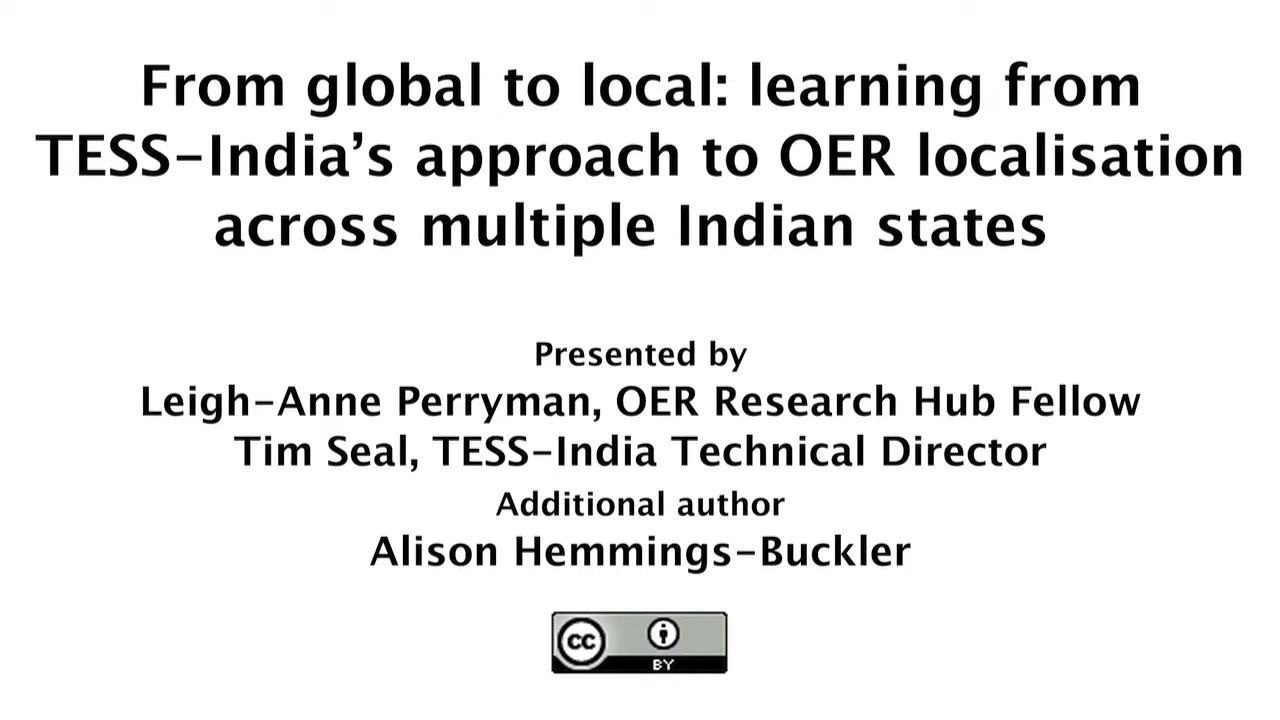 From global to local: learning from
TESS-India’s approach to OER localisation
across multiple Indian states
Presented by
Leigh-Anne Perryman, OER Research Hub Fellow
Tim Seal, TESS-India Technical Director
Additional author
Alison Hemmings-Buckler
cc
BY